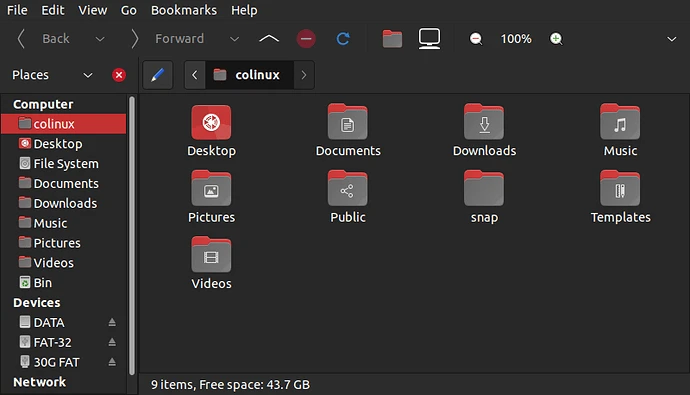 File Edit View Go Bookmarks Help
Back Forward 100%
Places colinux
Computer
colinux
Desktop
File System
Documents
Downloads
Music
Pictures
Videos
Bin
Devices
DATA
FAT-32
30G FAT
Network
Desktop Documents Downloads Music
Pictures Public snap Templates
Videos
9 items, Free space: 43.7 GB